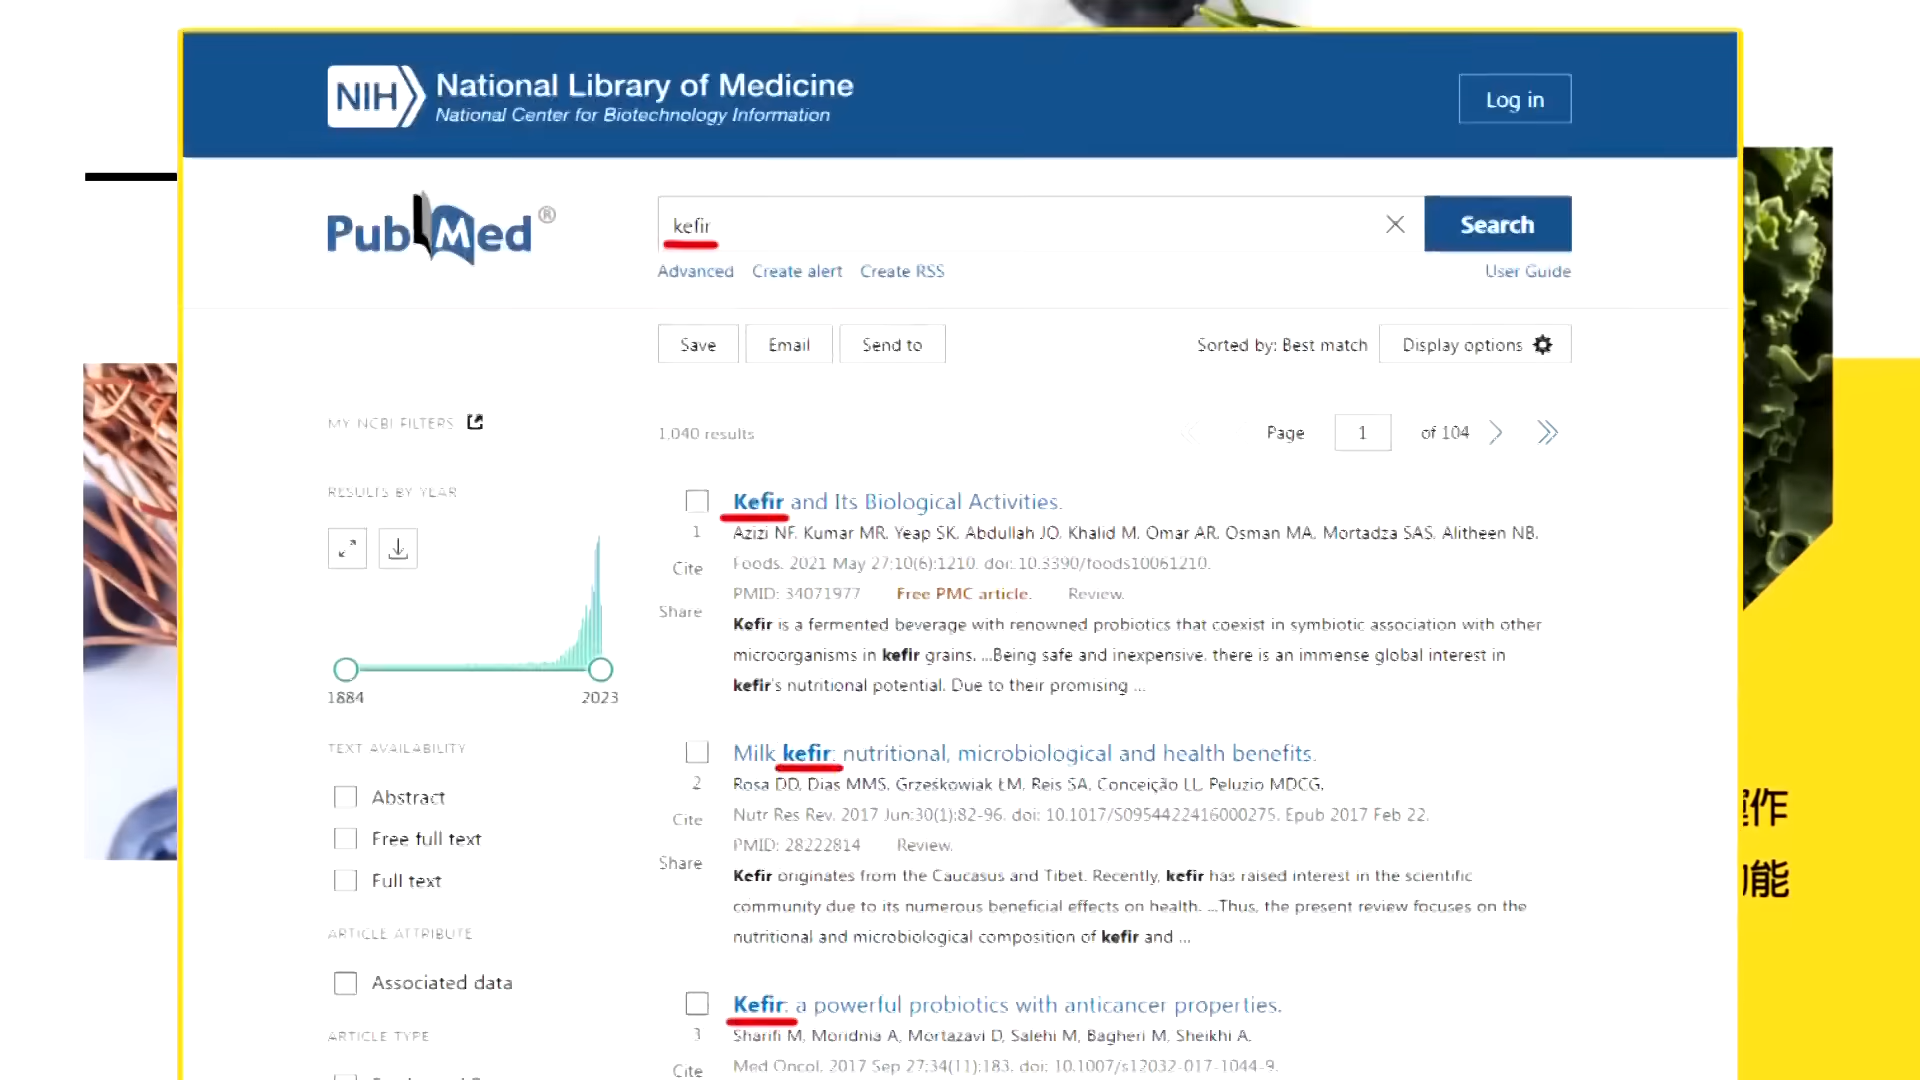 NIH National Library of Medicine
National Center for Biotechnology Information
Log in
PubMed®
kefir
Search
Advanced Create alert Create RSS
User Guide
Save Email Send to
Sorted by: Best match Display options
MY NCBI FILTERS
1,040 results
Page 1 of 104
RESULTS BY YEAR
1884 2023
TEXT AVAILABILITY
Abstract
Free full text
Full text
ARTICLE ATTRIBUTE
Associated data
ARTICLE TYPE
Kefir and Its Biological Activities.
1
Azizi NF, Kumar MR, Yeap SK, Abdullah JO, Khalid M, Omar AR, Osman MA, Mortadza SAS, Alitheen NB.
Cite
Foods. 2021 May 27;10(6):1210. doi: 10.3390/foods10061210.
PMID: 34071977 Free PMC article. Review.
Share
Kefir is a fermented beverage with renowned probiotics that coexist in symbiotic association with other
microorganisms in kefir grains. ...Being safe and inexpensive, there is an immense global interest in
kefir's nutritional potential. Due to their promising ...
Milk kefir: nutritional, microbiological and health benefits.
2
Rosa DD, Dias MMS, Grześkowiak ŁM, Reis SA, Conceição LL, Peluzio MDCG.
Cite
Nutr Res Rev. 2017 Jun;30(1):82-96. doi: 10.1017/S0954422416000275. Epub 2017 Feb 22.
PMID: 28222814 Review.
Share
Kefir originates from the Caucasus and Tibet. Recently, kefir has raised interest in the scientific
community due to its numerous beneficial effects on health. ...Thus, the present review focuses on the
nutritional and microbiological composition of kefir and ...
Kefir: a powerful probiotics with anticancer properties.
3
Sharifi M, Moridnia A, Mortazavi D, Salehi M, Bagheri M, Sheikhi A.
Cite
Med Oncol. 2017 Sep 27;34(11):183. doi: 10.1007/s12032-017-1044-9.
作
能